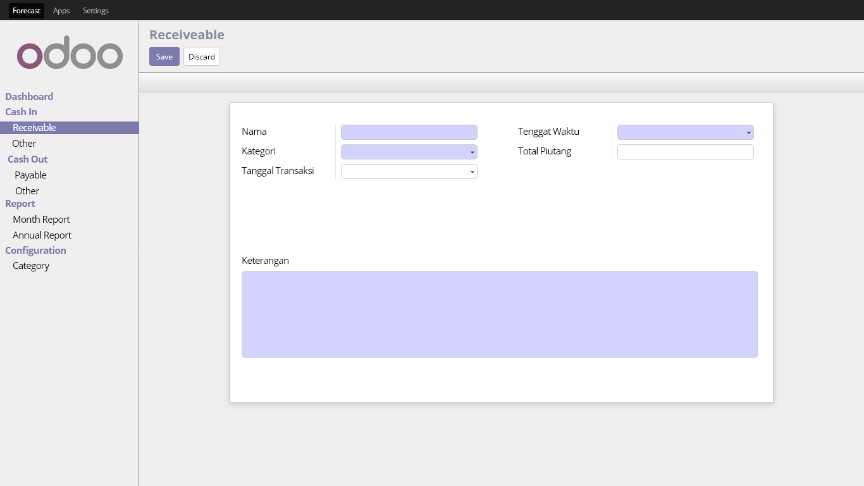 Forecast Apps Settings
odoo
Receiveable
Save Discard
Dashboard
Cash In
Receivable
Other
Cash Out
Payable
Other
Report
Month Report
Annual Report
Configuration
Category
Nama
Kategori
Tanggal Transaksi
Tenggat Waktu
Total Piutang
Keterangan